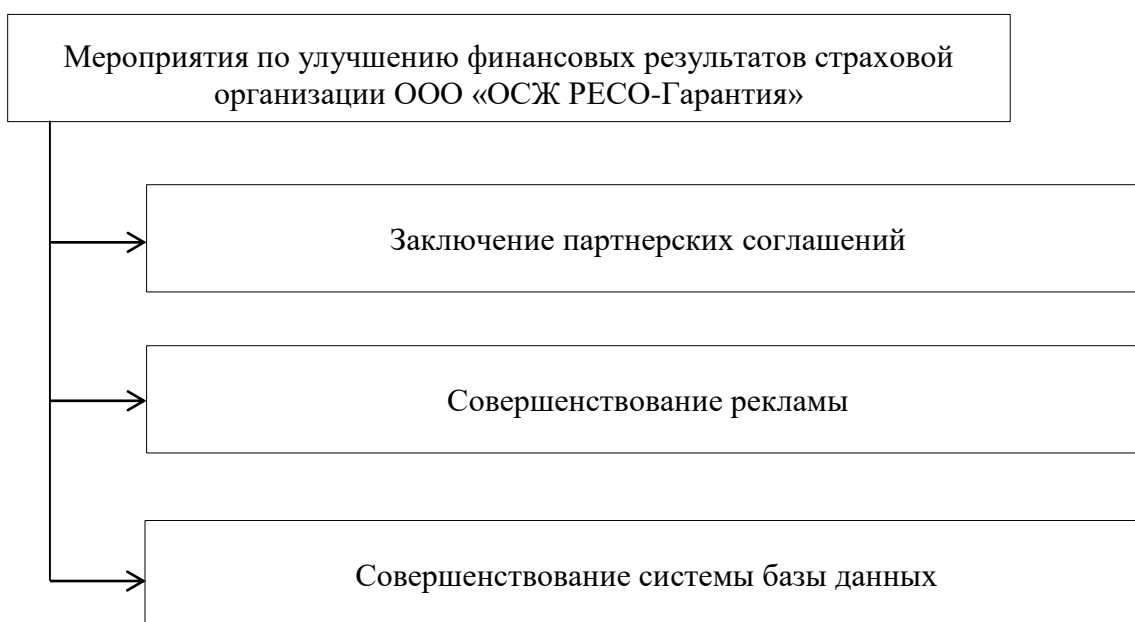 Мероприятия по улучшению финансовых результатов страховой
организации ООО «ОСЖ РЕСО-Гарантия»
Заключение партнерских соглашений
Совершенствование рекламы
Совершенствование системы базы данных